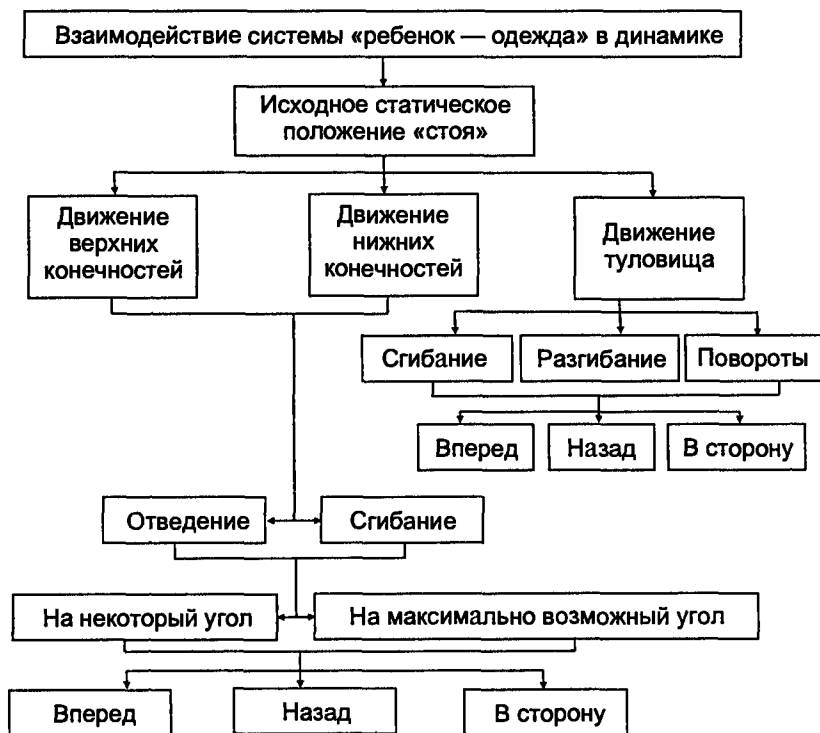 Взаимодействие системы «ребенок — одежда» в динамике
Исходное статическое
положение «стоя»
Движение
верхних
конечностей
Движение
нижних
конечностей
Движение
туловища
Сгибание
Разгибание
Повороты
Вперед
Назад
В сторону
Отведение
Сгибание
На некоторый угол
На максимально возможный угол
Вперед
Назад
В сторону